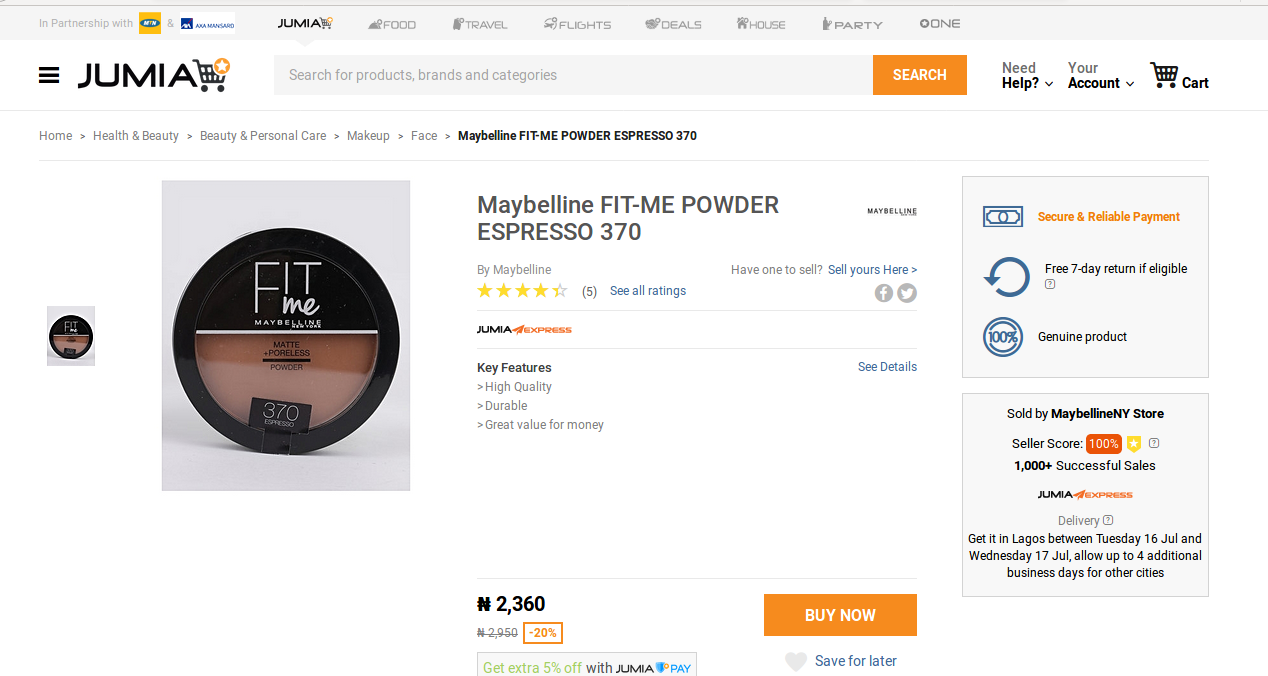 In Partnership with MTN & AXA MANSARD
JUMIA FOOD TRAVEL FLIGHTS DEALS HOUSE PARTY ONE
JUMIA
Search for products, brands and categories
SEARCH
Need
Help?
Your
Account
Cart
Home > Health & Beauty > Beauty & Personal Care > Makeup > Face > Maybelline FIT-ME POWDER ESPRESSO 370
FIT
me
MAYBELLINE
NEW YORK
MATTE
+PORELESS
POWDER
370
ESPRESSO
FIT
me
Maybelline FIT-ME POWDER
ESPRESSO 370
MAYBELLINE
By Maybelline
Have one to sell? Sell yours Here >
(5) See all ratings
JUMIA EXPRESS
Key Features
See Details
> High Quality
> Durable
> Great value for money
₦ 2,360
₦ 2,950 -20%
Get extra 5% off with JUMIA PAY
BUY NOW
Save for later
Secure & Reliable Payment
Free 7-day return if eligible
?
100%
Genuine product
Sold by MaybellineNY Store
Seller Score: 100% ?
1,000+ Successful Sales
JUMIA EXPRESS
Delivery ?
Get it in Lagos between Tuesday 16 Jul and
Wednesday 17 Jul, allow up to 4 additional
business days for other cities